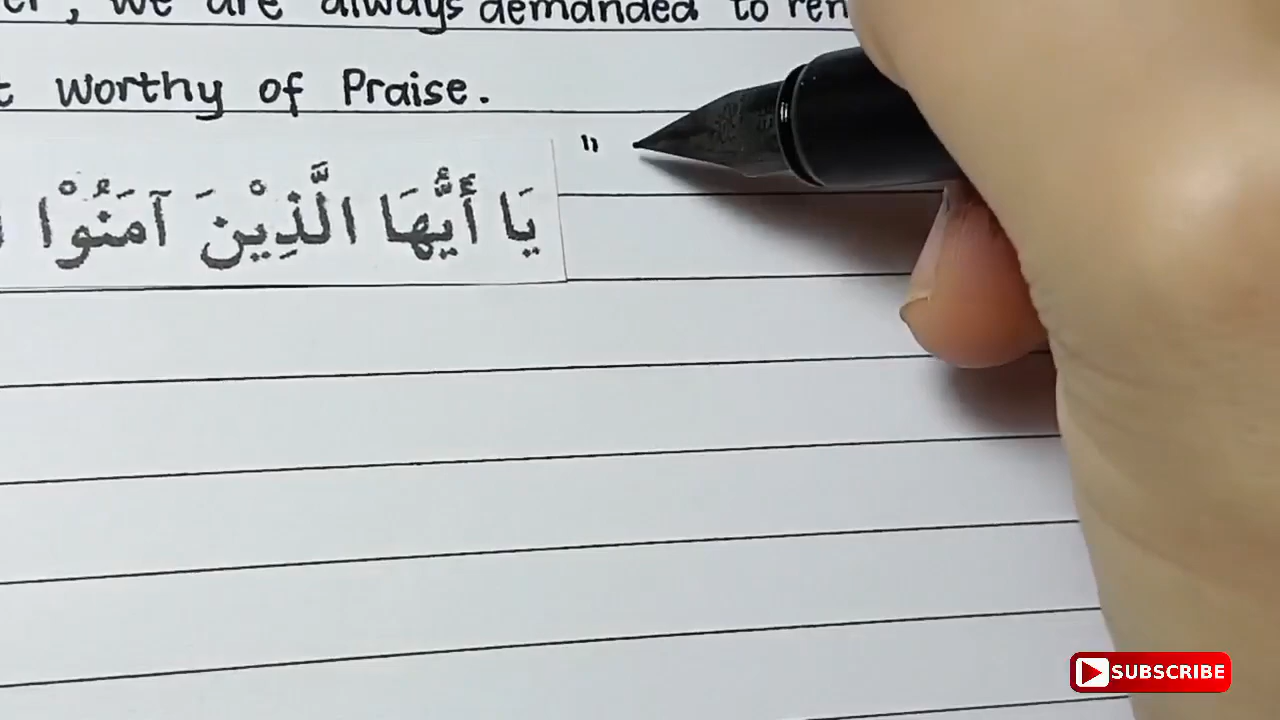 , we are always demanded to
worthy of Praise.
"
يَا أَيُّهَا الَّذِيْنَ آمَنُوْا
SUBSCRIBE